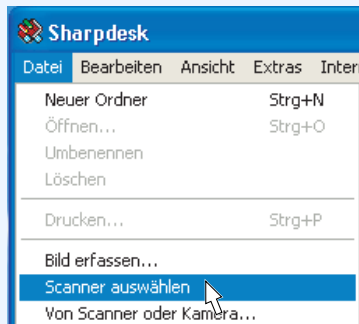 Sharpdesk
Datei Bearbeiten Ansicht Extras
Neuer Ordner Strg+N
Öffnen... Strg+O
Umbenennen
Löschen
Drucken... Strg+P
Bild erfassen...
Scanner auswählen
Von Scanner oder Kamera...